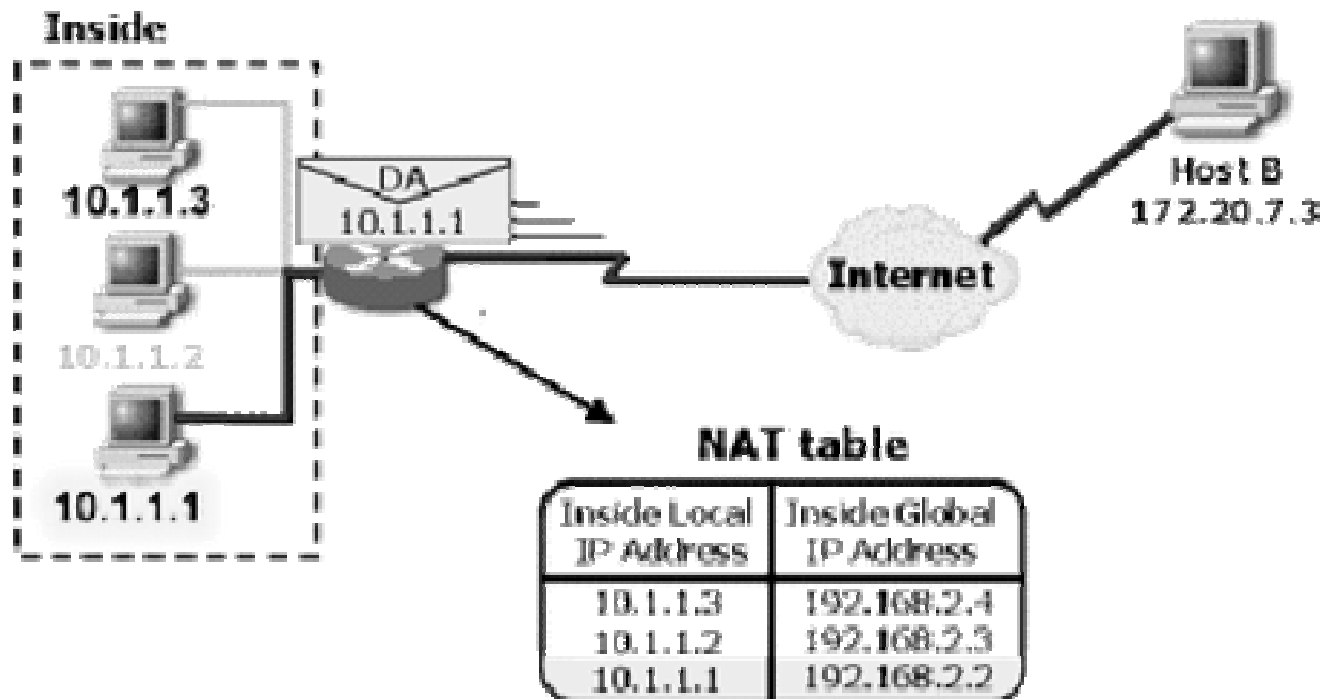 Inside
10.1.1.3
DA
10.1.1.1
10.1.1.2
10.1.1.1
Internet
Host B
172.20.7.3
NAT table
Inside Local
IP Address
Inside Global
IP Address
10.1.1.3
192.168.2.4
10.1.1.2
192.168.2.3
10.1.1.1
192.168.2.2